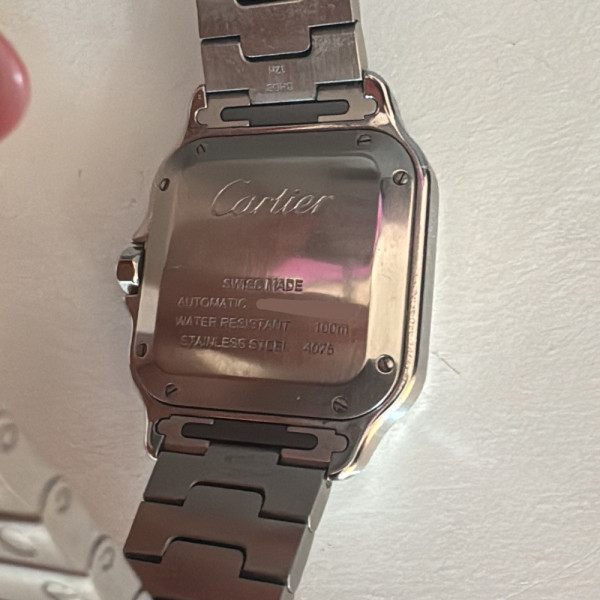 Cartier
SWISS MADE
AUTOMATIC
WATER RESISTANT 100m
STAINLESS STEEL 4075